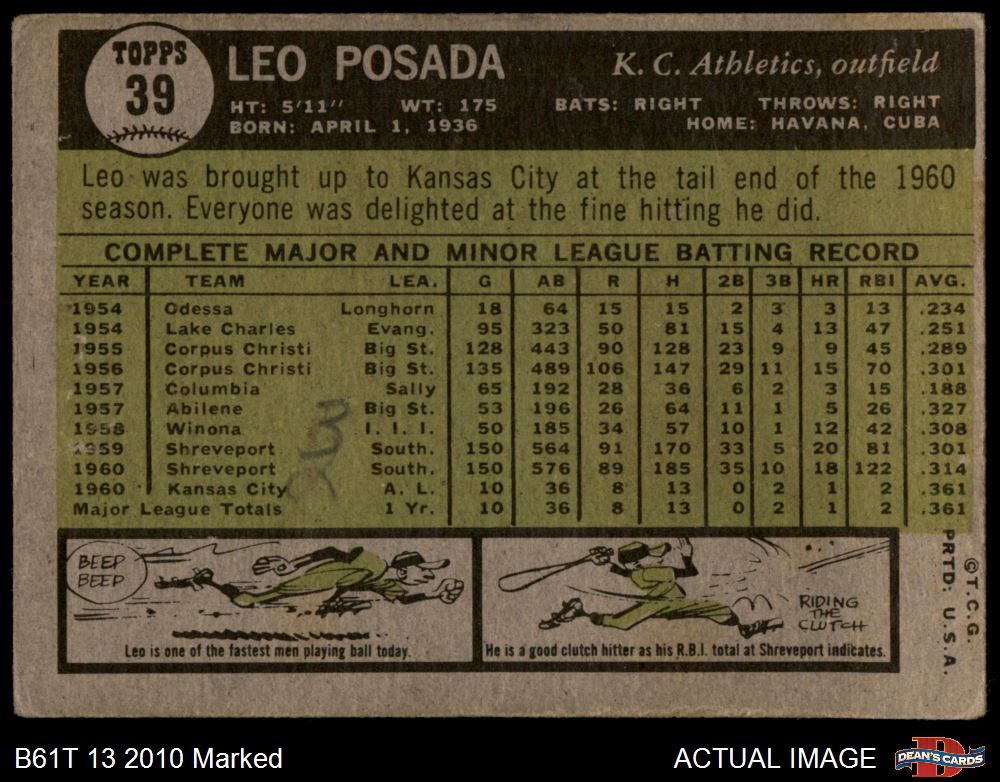 TOPPS
39
LEO POSADA
K. C. Athletics, outfield
HT: 5'11" WT: 175 BATS: RIGHT THROWS: RIGHT
BORN: APRIL 1, 1936 HOME: HAVANA, CUBA
Leo was brought up to Kansas City at the tail end of the 1960
season. Everyone was delighted at the fine hitting he did.
COMPLETE MAJOR AND MINOR LEAGUE BATTING RECORD
YEAR TEAM LEA. G AB R H 2B 3B HR RBI AVG.
1954 Odessa Longhorn 18 64 15 15 2 3 3 13 .234
1954 Lake Charles Evang. 95 323 50 81 15 4 13 47 .251
1955 Corpus Christi Big St. 128 443 90 128 23 9 9 45 .289
1956 Corpus Christi Big St. 135 489 106 147 29 11 15 70 .301
1957 Columbia Sally 65 192 28 36 6 2 3 15 .188
1957 Abilene Big St. 53 196 26 64 11 1 5 26 .327
1958 Winona I. I. I. 50 185 34 57 10 1 12 42 .308
1959 Shreveport South. 150 564 91 170 33 5 20 81 .301
1960 Shreveport South. 150 576 89 185 35 10 18 122 .314
1960 Kansas City A. L. 10 36 8 13 0 2 1 2 .361
Major League Totals 1 Yr. 10 36 8 13 0 2 1 2 .361
BEEP
BEEP
Leo is one of the fastest men playing ball today.
RIDING
THE
CLUTCH
He is a good clutch hitter as his R.B.I. total at Shreveport indicates.
©T.C.G.
PRTD: U.S.A.
B61T 13 2010 Marked
ACTUAL IMAGE
DEAN'S CARDS